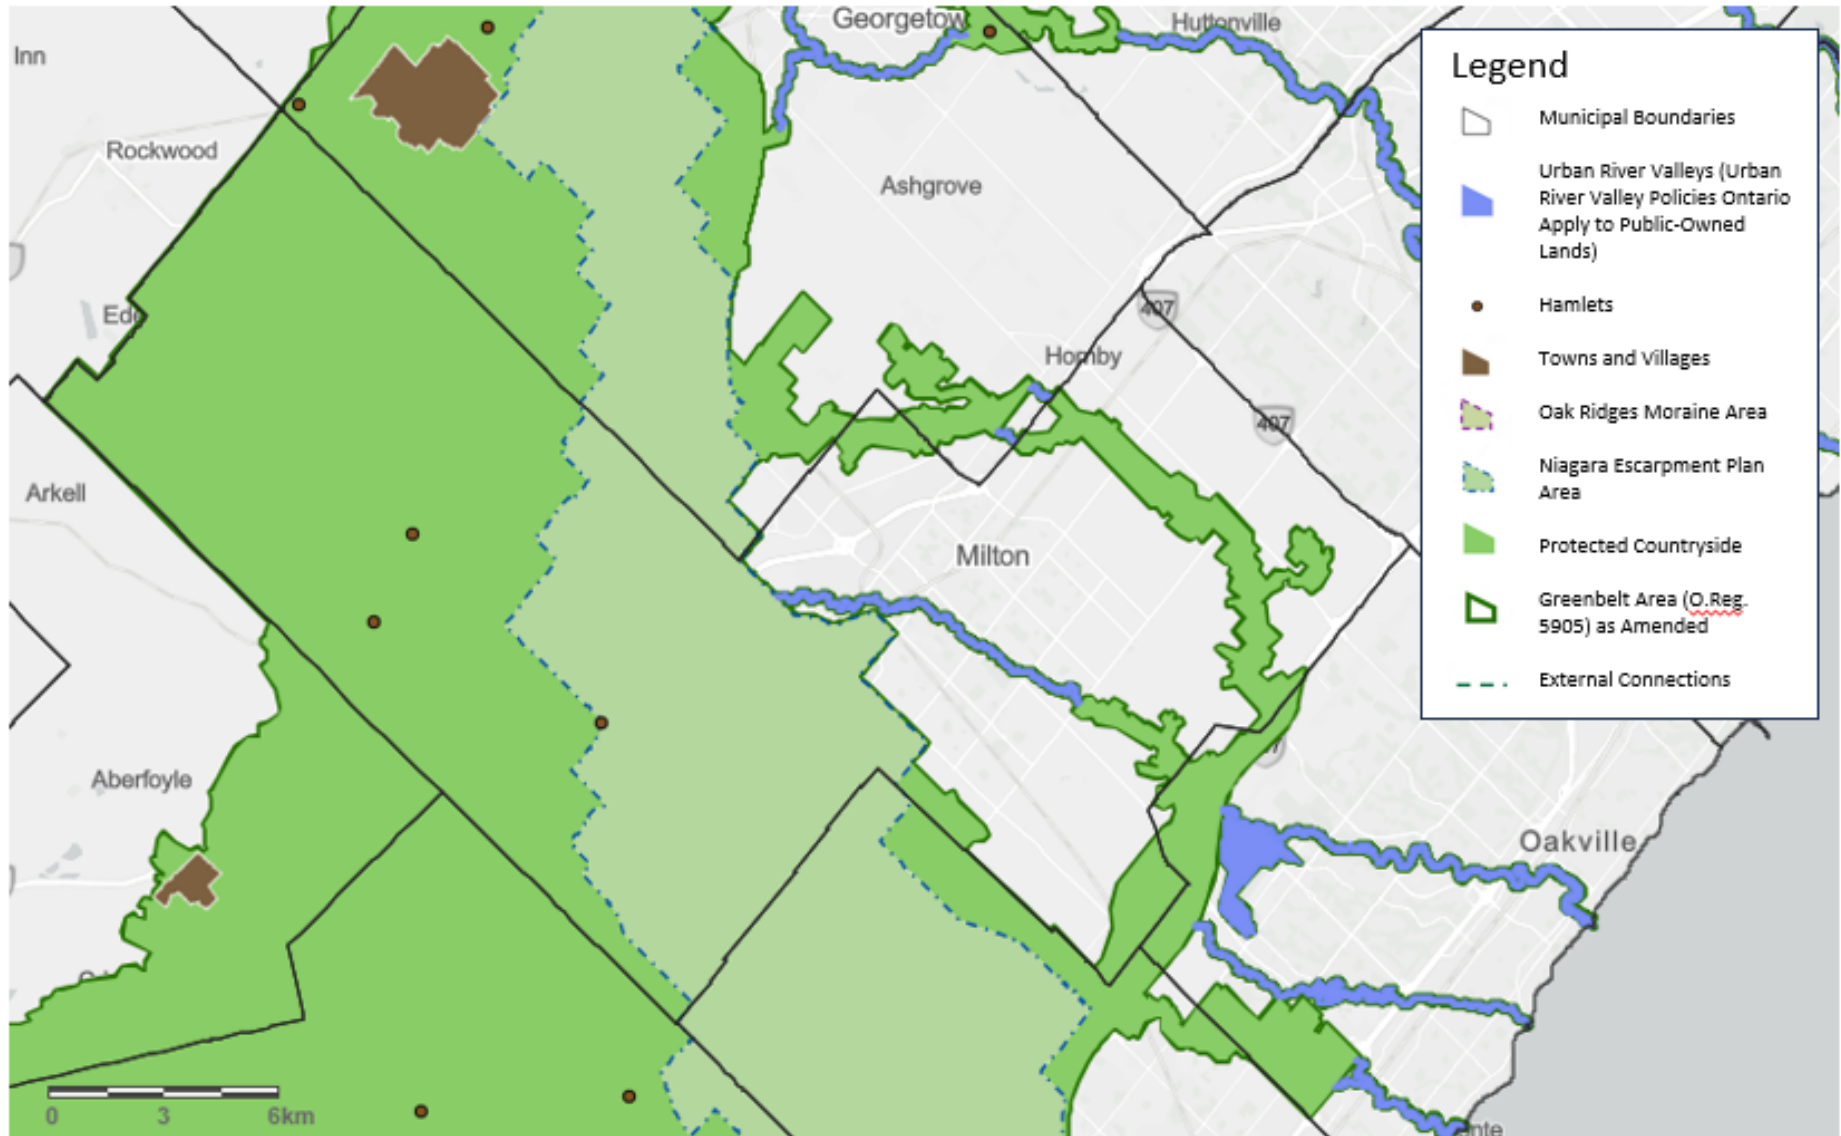 Georgetow
Huttonville
Inn
Rockwood
Ashgrove
407
Hornby
407
Arkell
Milton
Aberfoyle
Oakville
0 3 6km
Legend
Municipal Boundaries
Urban River Valleys (Urban
River Valley Policies Ontario
Apply to Public-Owned
Lands)
Hamlets
Towns and Villages
Oak Ridges Moraine Area
Niagara Escarpment Plan
Area
Protected Countryside
Greenbelt Area (O.Reg.
5905) as Amended
External Connections